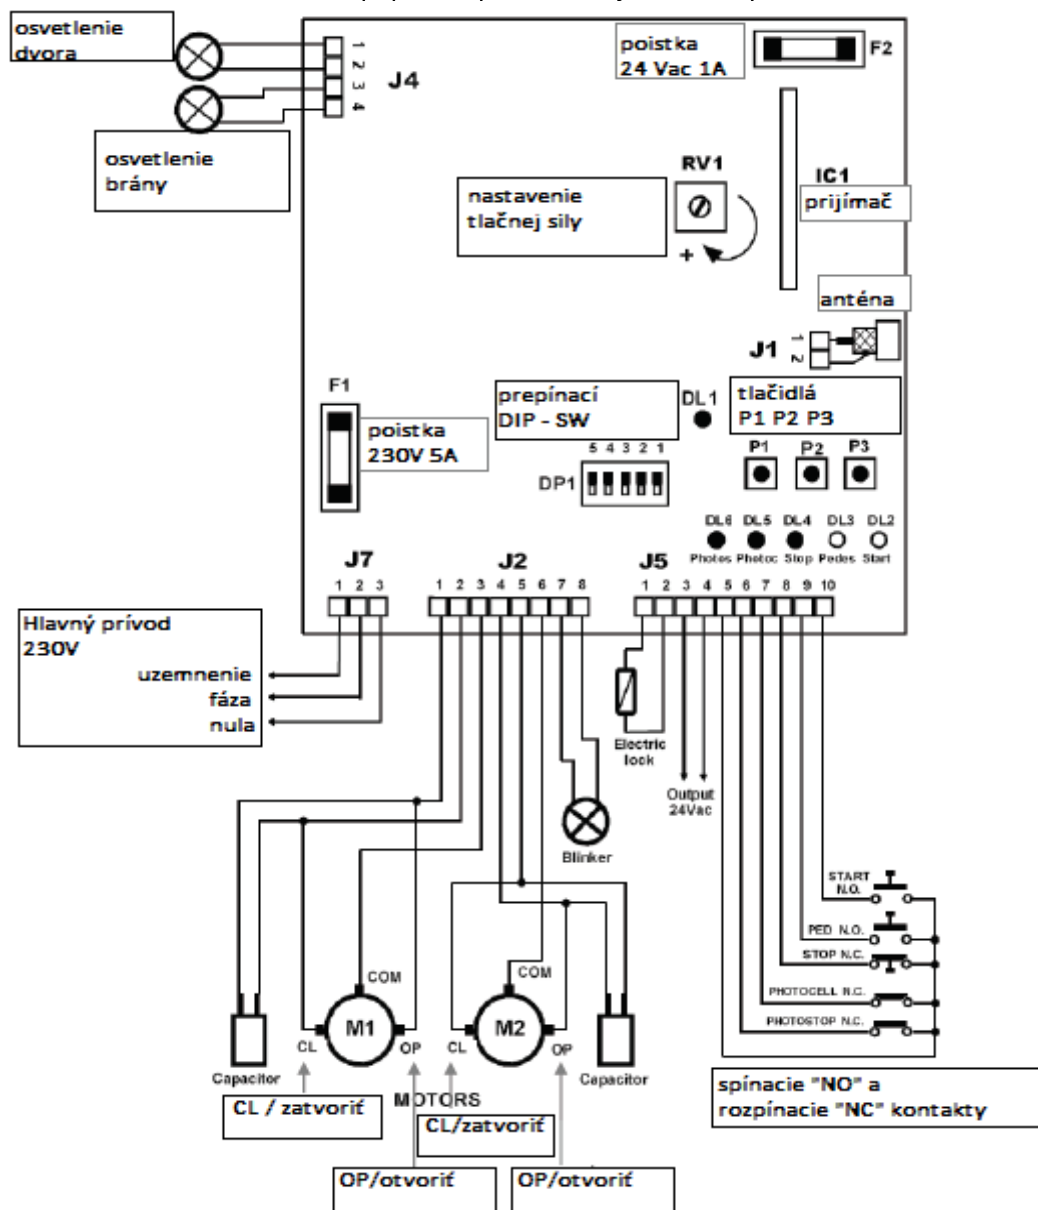 osvetlenie
dvora
1
2
3
4
J4
osvetlenie
brány
poistka
24 Vac 1A
F2
RV1
nastavenie
tlačnej sily
+
IC1
prijímač
anténa
J1
1
2
F1
poistka
230V 5A
prepínací
DIP - SW
DL1
tlačidlá
P1 P2 P3
5 4 3 2 1
DP1
P1 P2 P3
DL6 DL5 DL4 DL3 DL2
Photos Photoc Stop Pedes Start
J7 J2 J5
1 2 3
1 2 3 4 5 6 7 8
1 2 3 4 5 6 7 8 9 10
Hlavný prívod
230V
uzemnenie
fáza
nula
Electric
lock
Output
24Vac
Blinker
START
N.O.
PED N.O.
STOP N.C.
PHOTOCELL N.C.
PHOTOSTOP N.C.
COM
M1
CL
OP
COM
M2
CL
OP
Capacitor
Capacitor
MOTORS
CL / zatvoriť
CL/zatvoriť
OP/otvoriť
OP/otvoriť
spínacie "NO" a
rozpínacie "NC" kontakty